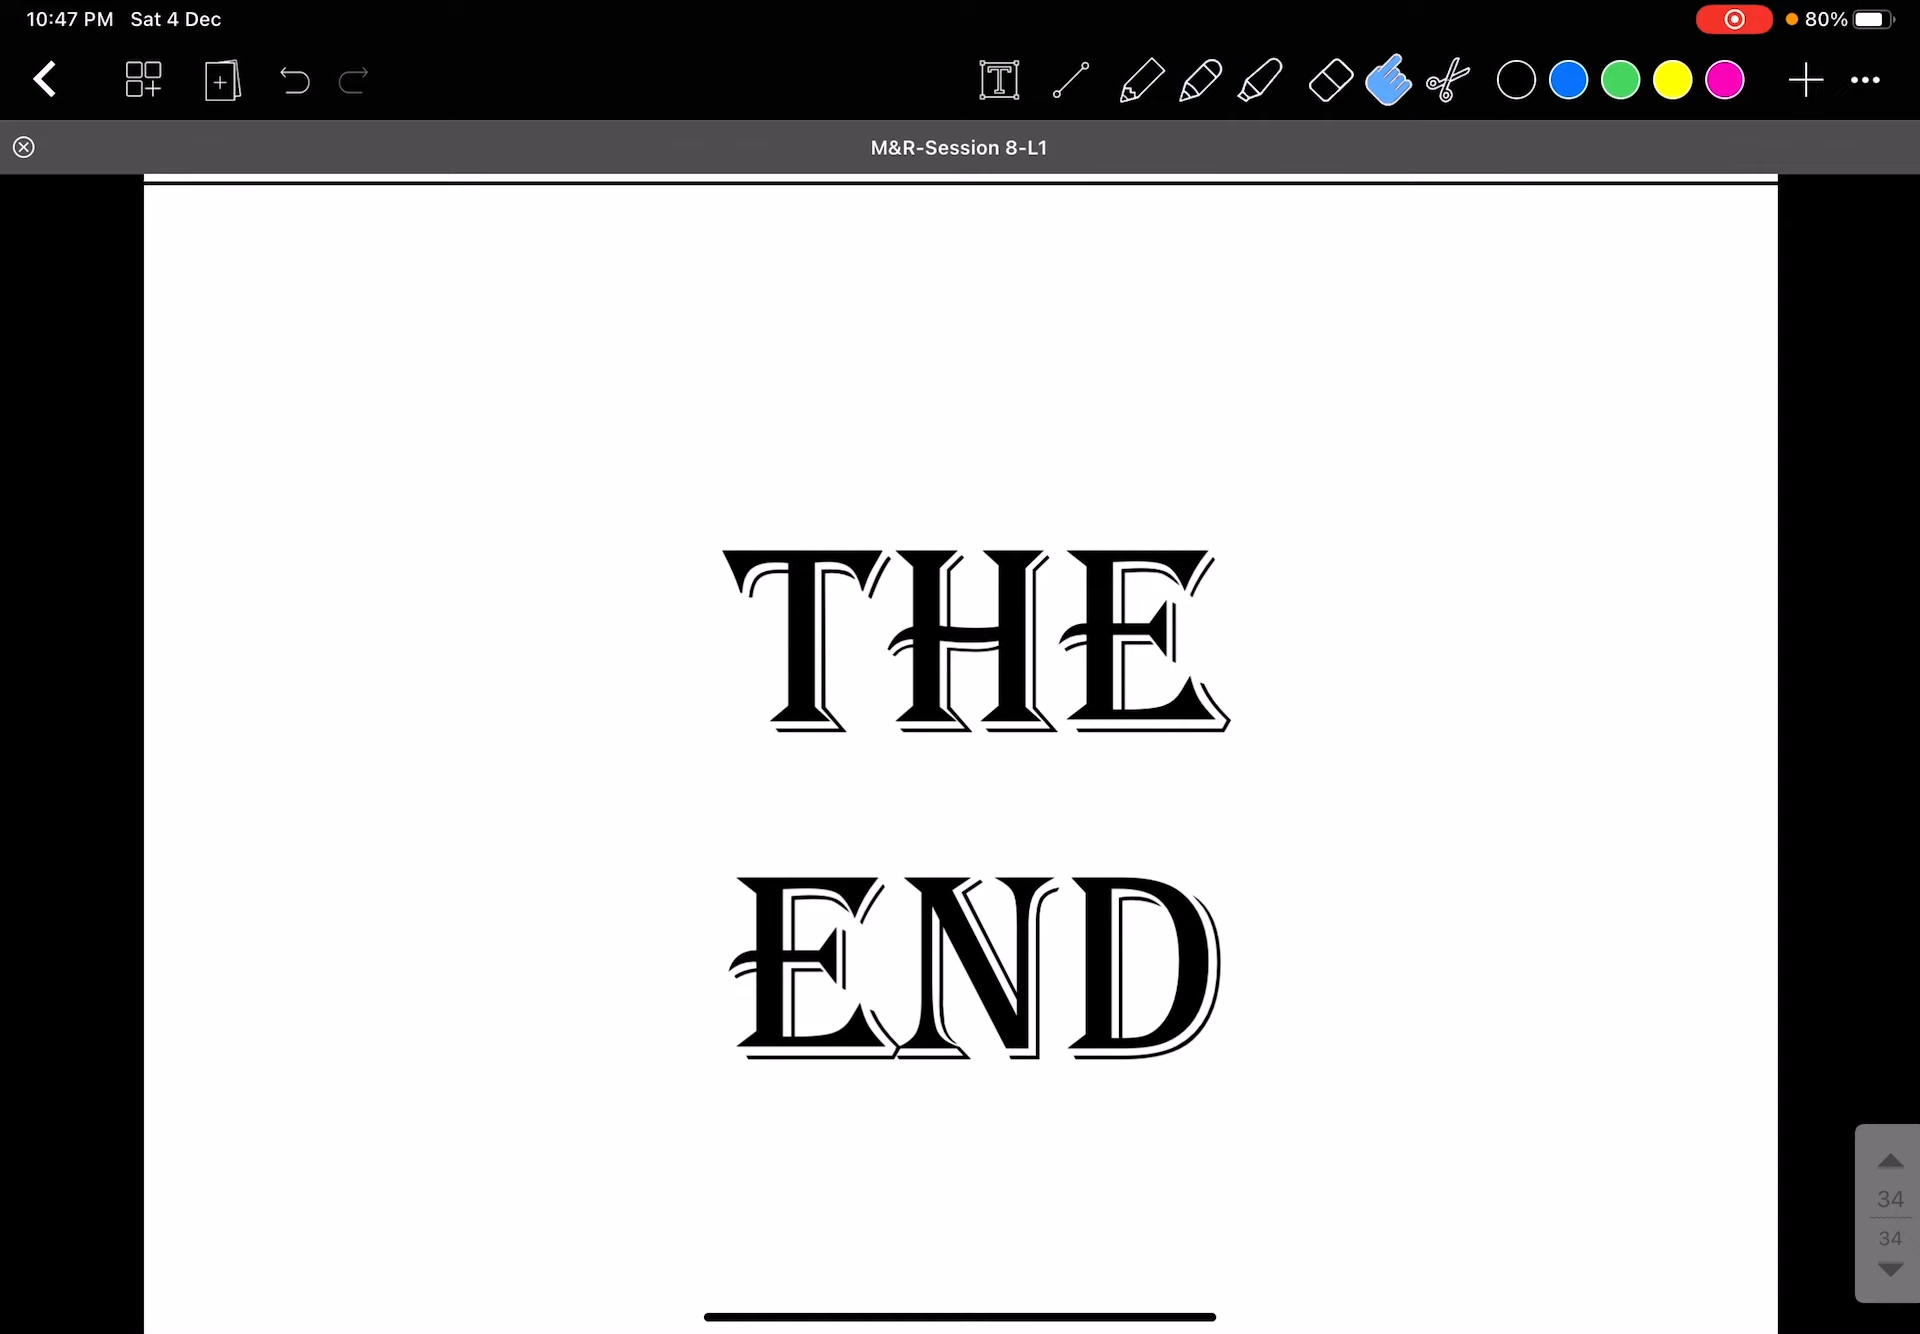 10:47 PM Sat 4 Dec
80%
T
M&R-Session 8-L1
THE
END
34
34